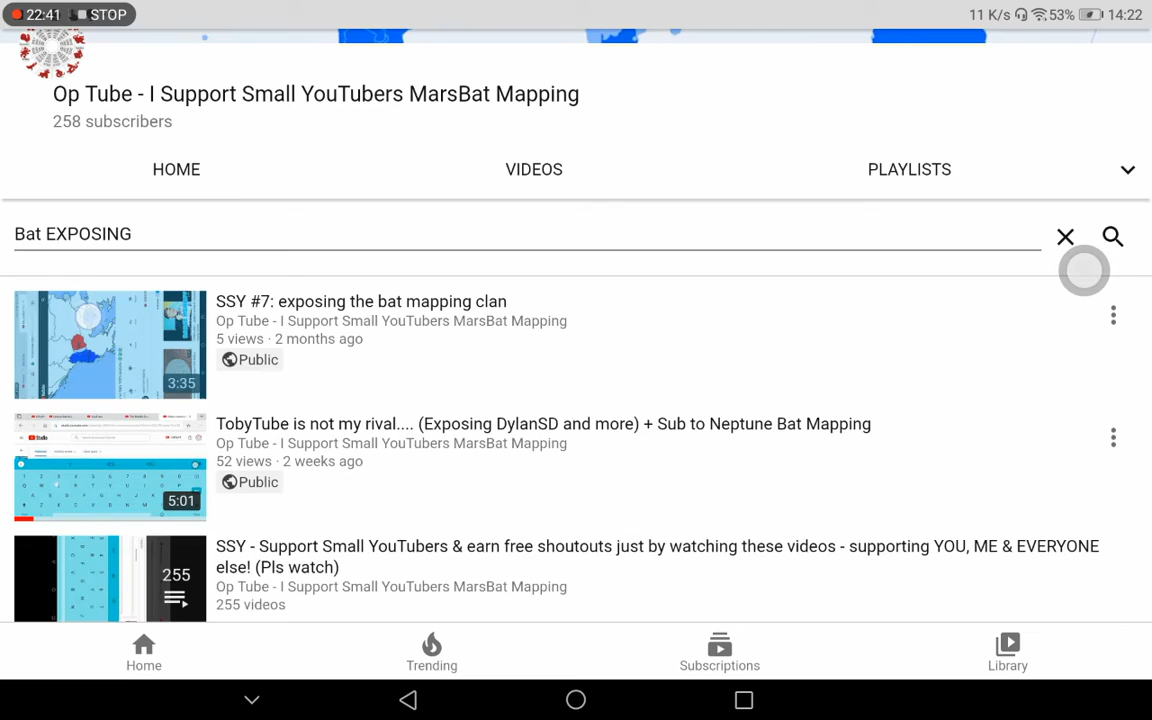 22:41 STOP 11 K/s 53% 14:22
Op Tube - I Support Small YouTubers MarsBat Mapping
258 subscribers
HOME VIDEOS PLAYLISTS
Bat EXPOSING
SSY #7: exposing the bat mapping clan
Op Tube - I Support Small YouTubers MarsBat Mapping
5 views · 2 months ago
Public
3:35
TobyTube is not my rival.... (Exposing DylanSD and more) + Sub to Neptune Bat Mapping
Op Tube - I Support Small YouTubers MarsBat Mapping
52 views · 2 weeks ago
Public
5:01
SSY - Support Small YouTubers & earn free shoutouts just by watching these videos - supporting YOU, ME & EVERYONE
else! (Pls watch)
Op Tube - I Support Small YouTubers MarsBat Mapping
255 videos
255
Home Trending Subscriptions Library